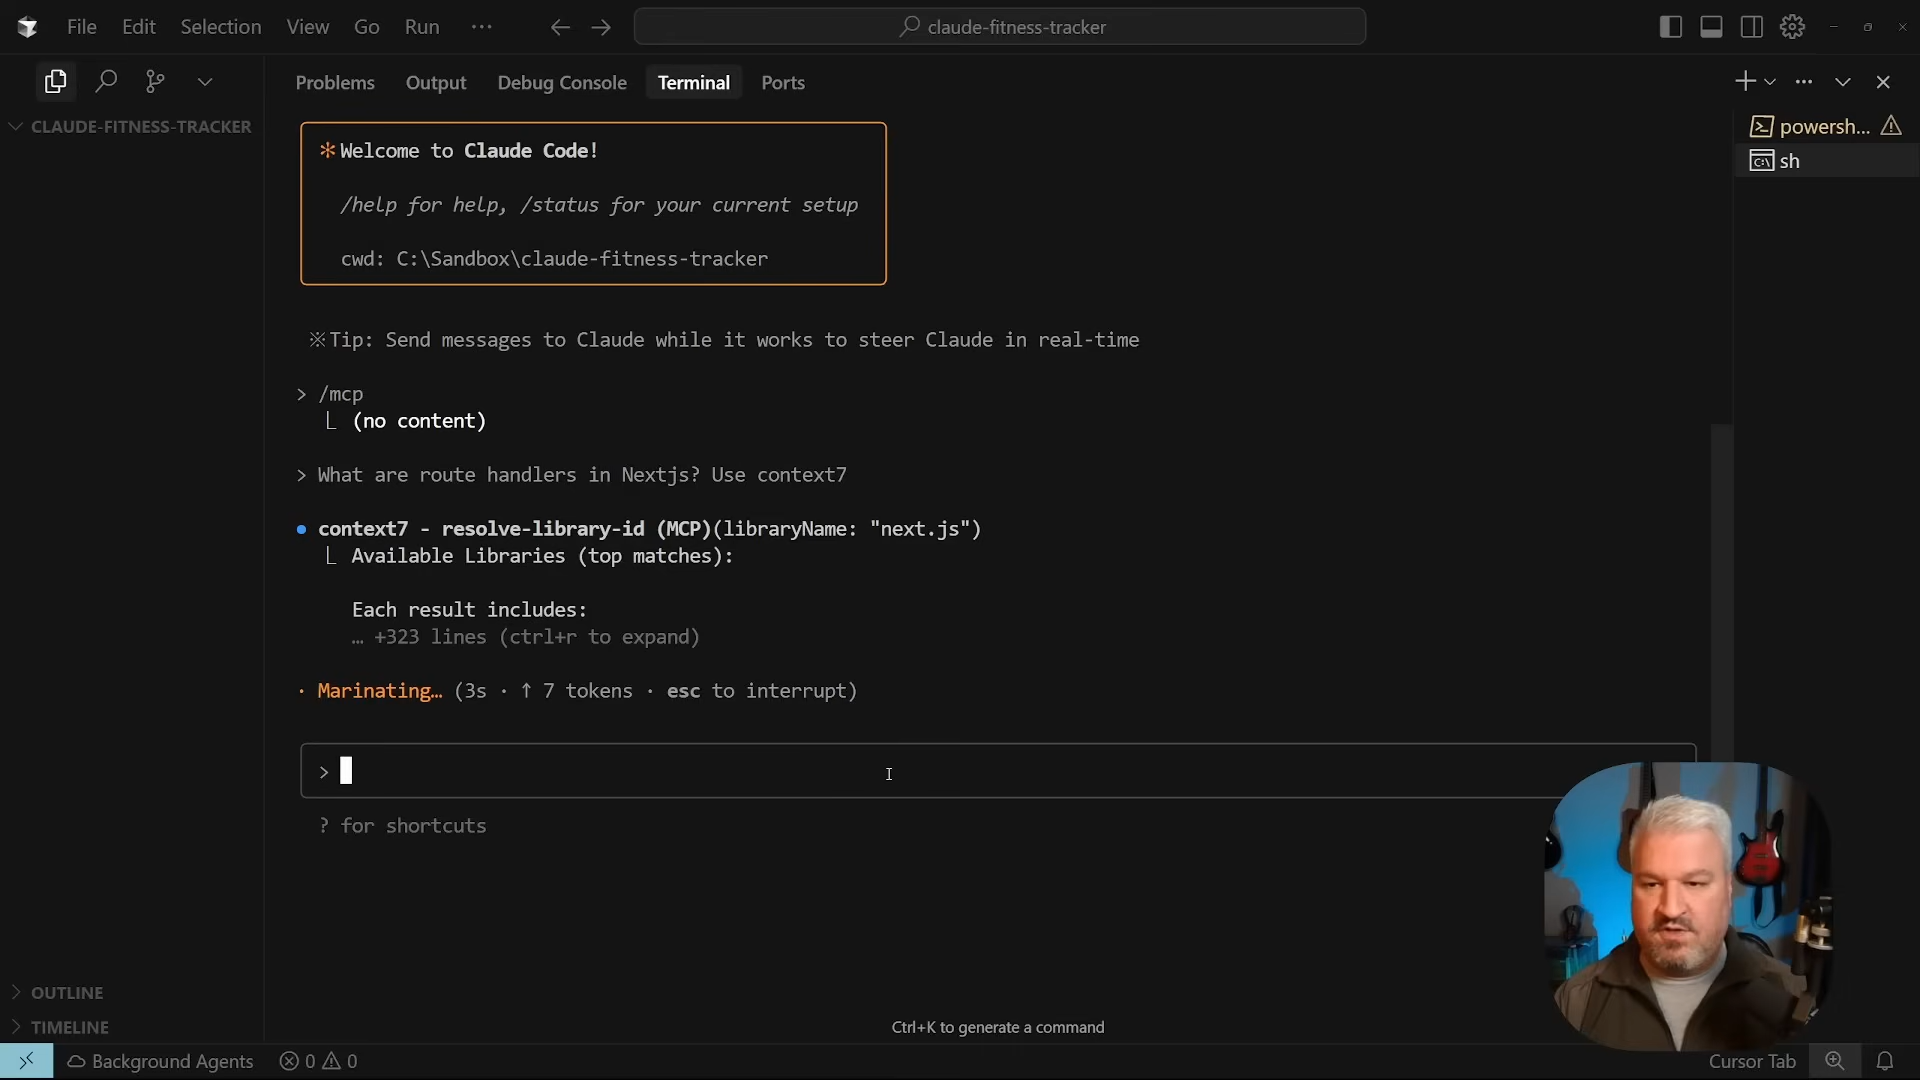 File Edit Selection View Go Run ··· ← → claude-fitness-tracker
CLAUDE-FITNESS-TRACKER
Problems Output Debug Console Terminal Ports
powersh...
sh
* Welcome to Claude Code!
/help for help, /status for your current setup
cwd: C:\Sandbox\claude-fitness-tracker
※Tip: Send messages to Claude while it works to steer Claude in real-time
> /mcp
⎿ (no content)
> What are route handlers in Nextjs? Use context7
● context7 - resolve-library-id (MCP)(libraryName: "next.js")
⎿ Available Libraries (top matches):
Each result includes:
… +323 lines (ctrl+r to expand)
· Marinating… (3s · ↑ 7 tokens · esc to interrupt)
>
? for shortcuts
OUTLINE
TIMELINE
Ctrl+K to generate a command
Background Agents 0 0 Cursor Tab